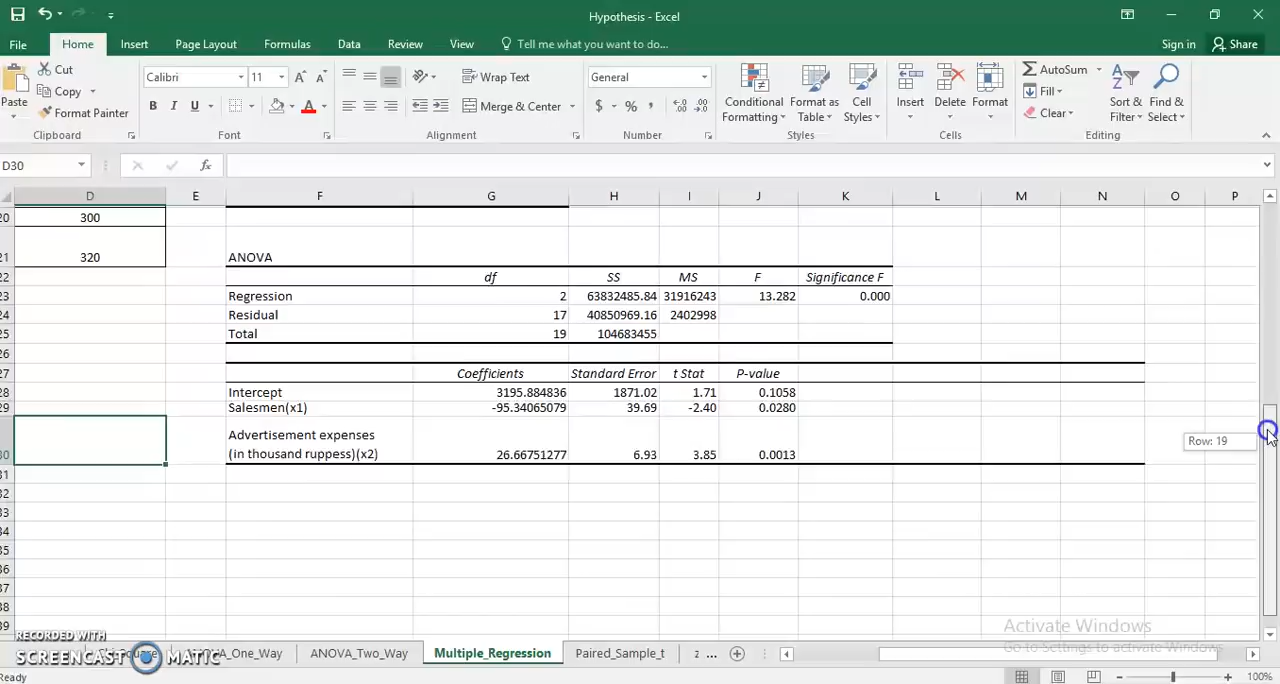 Hypothesis - Excel
File Home Insert Page Layout Formulas Data Review View Tell me what you want to do... Sign in Share
Paste Cut Copy Format Painter Clipboard
Calibri 11 B I U Font
Wrap Text Merge & Center Alignment
General $ % , Number
Conditional Formatting Format as Table Cell Styles Styles
Insert Delete Format Cells
AutoSum Fill Clear Sort & Filter Find & Select Editing
D30 fx
D E F G H I J K L M N O P
20 300
21 320 ANOVA
22 df SS MS F Significance F
23 Regression 2 63832485.84 31916243 13.282 0.000
24 Residual 17 40850969.16 2402998
25 Total 19 104683455
26
27 Coefficients Standard Error t Stat P-value
28 Intercept 3195.884836 1871.02 1.71 0.1058
29 Salesmen(x1) -95.34065079 39.69 -2.40 0.0280
Advertisement expenses
30 (in thousand ruppess)(x2) 26.66751277 6.93 3.85 0.0013
Row: 19
31
32
33
34
35
36
37
38
39
Activate Windows
Go to Settings to activate Windows.
RECORDED WITH
SCREENCAST MATIC
OVA_One_Way ANOVA_Two_Way Multiple_Regression Paired_Sample_t z ...
Ready 100%